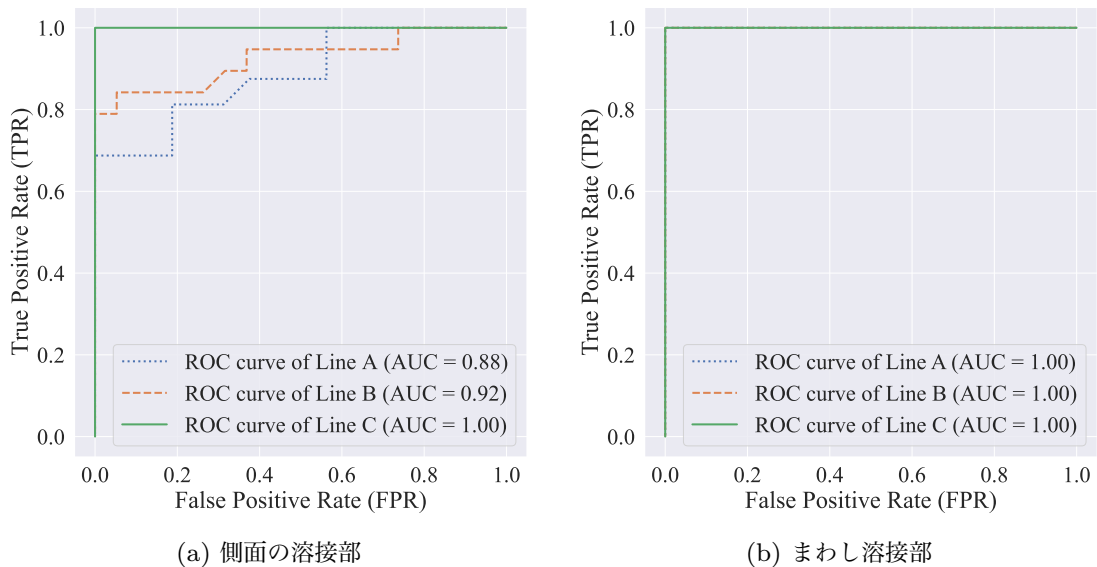 True Positive Rate (TPR)
1.0
0.8
0.6
0.4
0.2
0.0
ROC curve of Line A (AUC = 0.88)
ROC curve of Line B (AUC = 0.92)
ROC curve of Line C (AUC = 1.00)
0.0 0.2 0.4 0.6 0.8 1.0
False Positive Rate (FPR)
(a) 側面の溶接部
True Positive Rate (TPR)
1.0
0.8
0.6
0.4
0.2
0.0
ROC curve of Line A (AUC = 1.00)
ROC curve of Line B (AUC = 1.00)
ROC curve of Line C (AUC = 1.00)
0.0 0.2 0.4 0.6 0.8 1.0
False Positive Rate (FPR)
(b) まわし溶接部